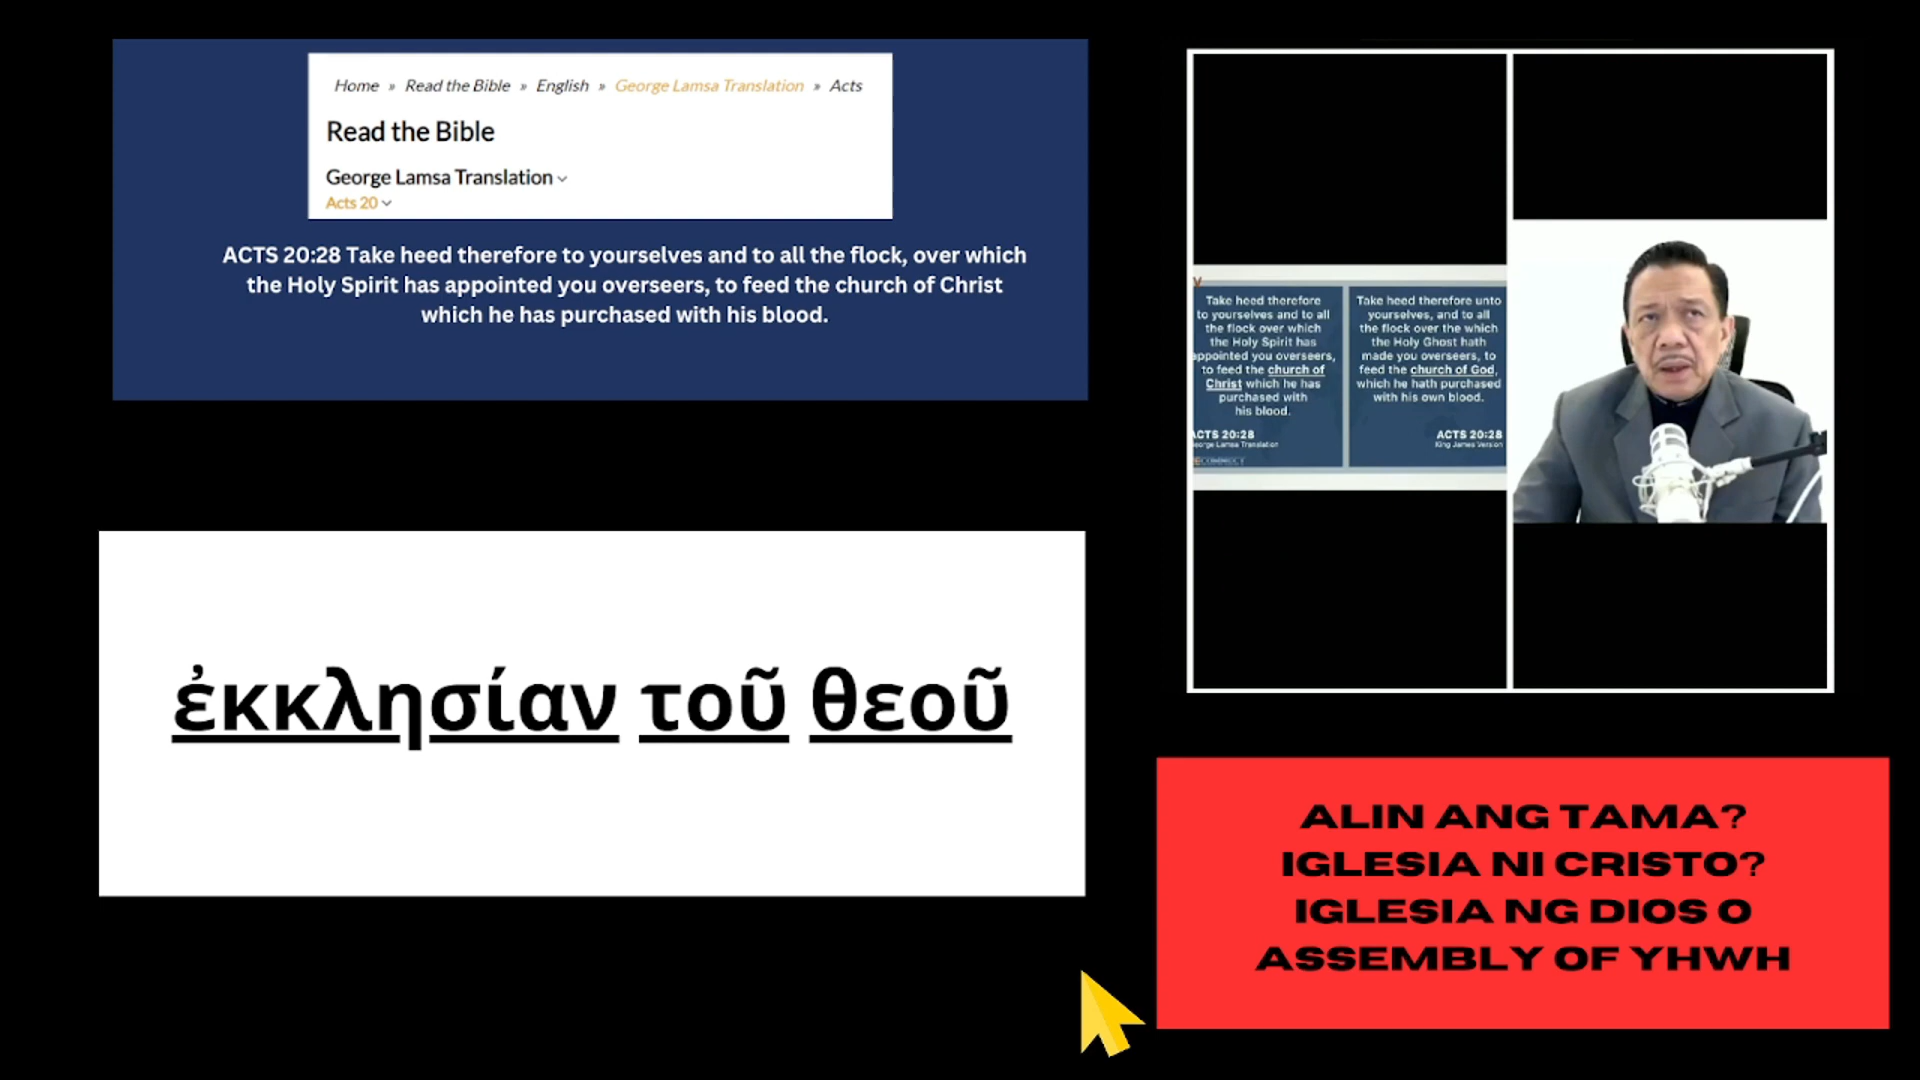 Home » Read the Bible » English » George Lamsa Translation » Acts
Read the Bible
George Lamsa Translation
Acts 20
ACTS 20:28 Take heed therefore to yourselves and to all the flock, over which
the Holy Spirit has appointed you overseers, to feed the church of Christ
which he has purchased with his blood.
Take heed therefore
to yourselves and to all
the flock over which
the Holy Spirit has
appointed you overseers,
to feed the church of
Christ which he has
purchased with
his blood.
ACTS 20:28
George Lamsa Translation
Take heed therefore unto
yourselves, and to all
the flock over the which
the Holy Ghost hath
made you overseers, to
feed the church of God,
which he hath purchased
with his own blood.
ACTS 20:28
King James Version
ἐκκλησίαν τοῦ θεοῦ
ALIN ANG TAMA?
IGLESIA NI CRISTO?
IGLESIA NG DIOS O
ASSEMBLY OF YHWH